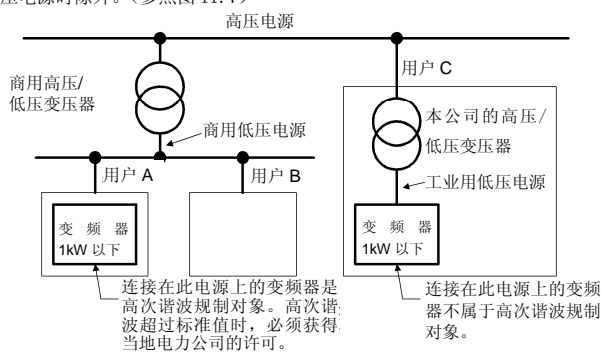 压电源时除外。(参照图 11.4)
高压电源
商用高压/
低压变压器
用户 C
本公司的高压/
低压变压器
商用低压电源
用户 A
用户 B
工业用低压电源
变 频 器
1kW 以下
变 频 器
1kW 以下
连接在此电源上的变频器是
高次谐波规制对象。高次谐
波超过标准值时，必须获得
当地电力公司的许可。
连接在此电源上的变频
器不属于高次谐波规制
对象。